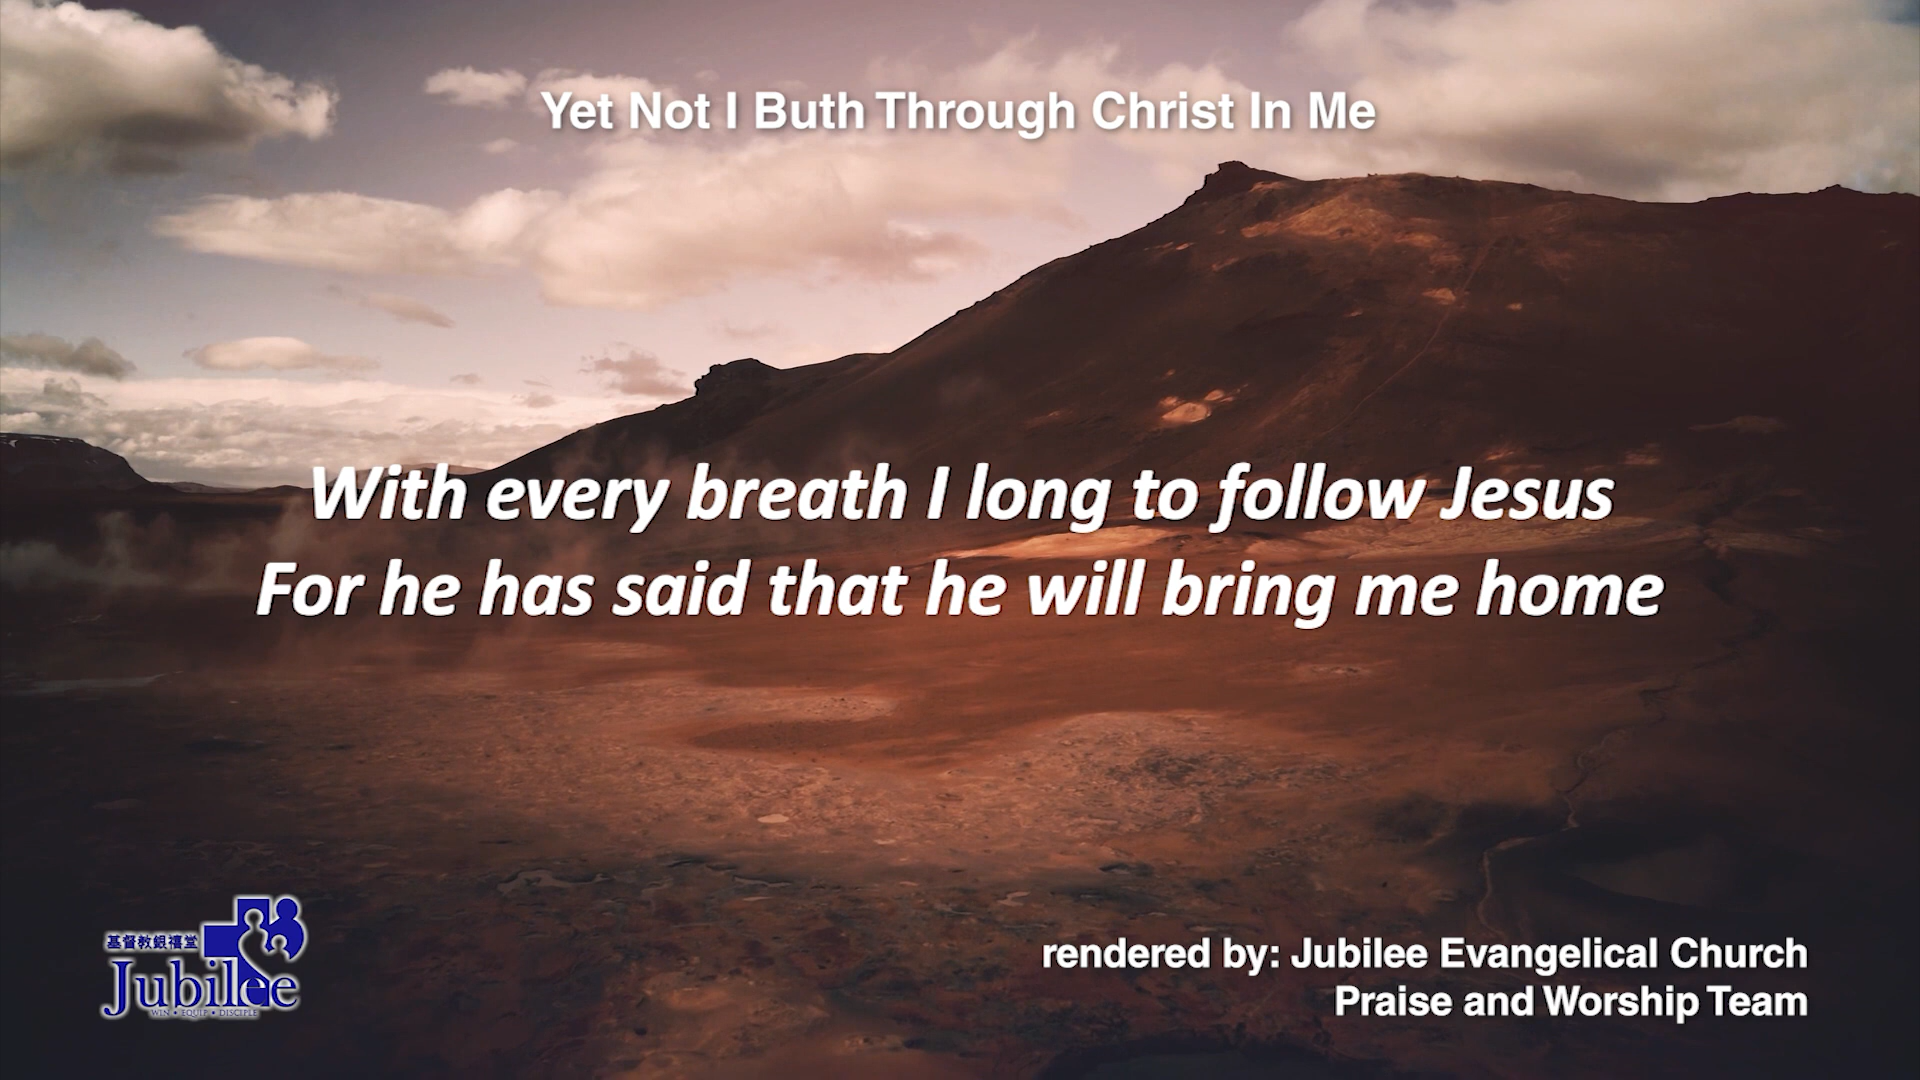 Yet Not I Buth Through Christ In Me
With every breath I long to follow Jesus
For he has said that he will bring me home
基督教銀禧堂
Jubilee
WIN • EQUIP • DISCIPLE
rendered by: Jubilee Evangelical Church
Praise and Worship Team